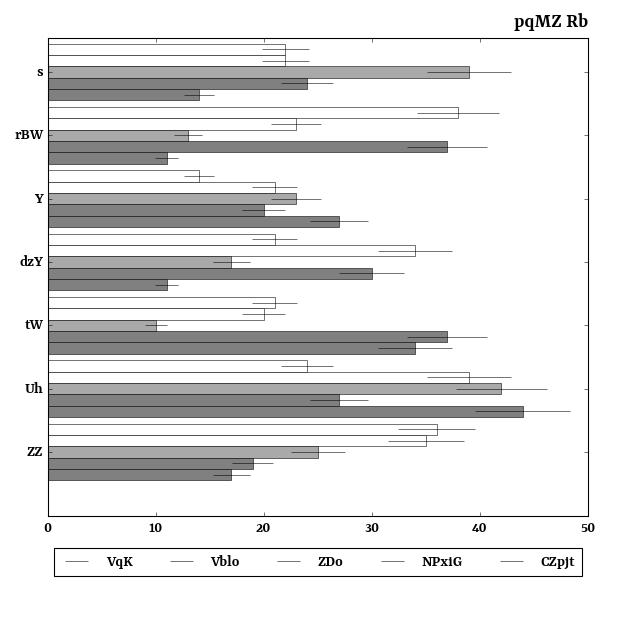 pqMZ Rb
s
rBW
Y
dzY
tW
Uh
ZZ
0 10 20 30 40 50
VqK Vblo ZDo NPxiG CZpjt